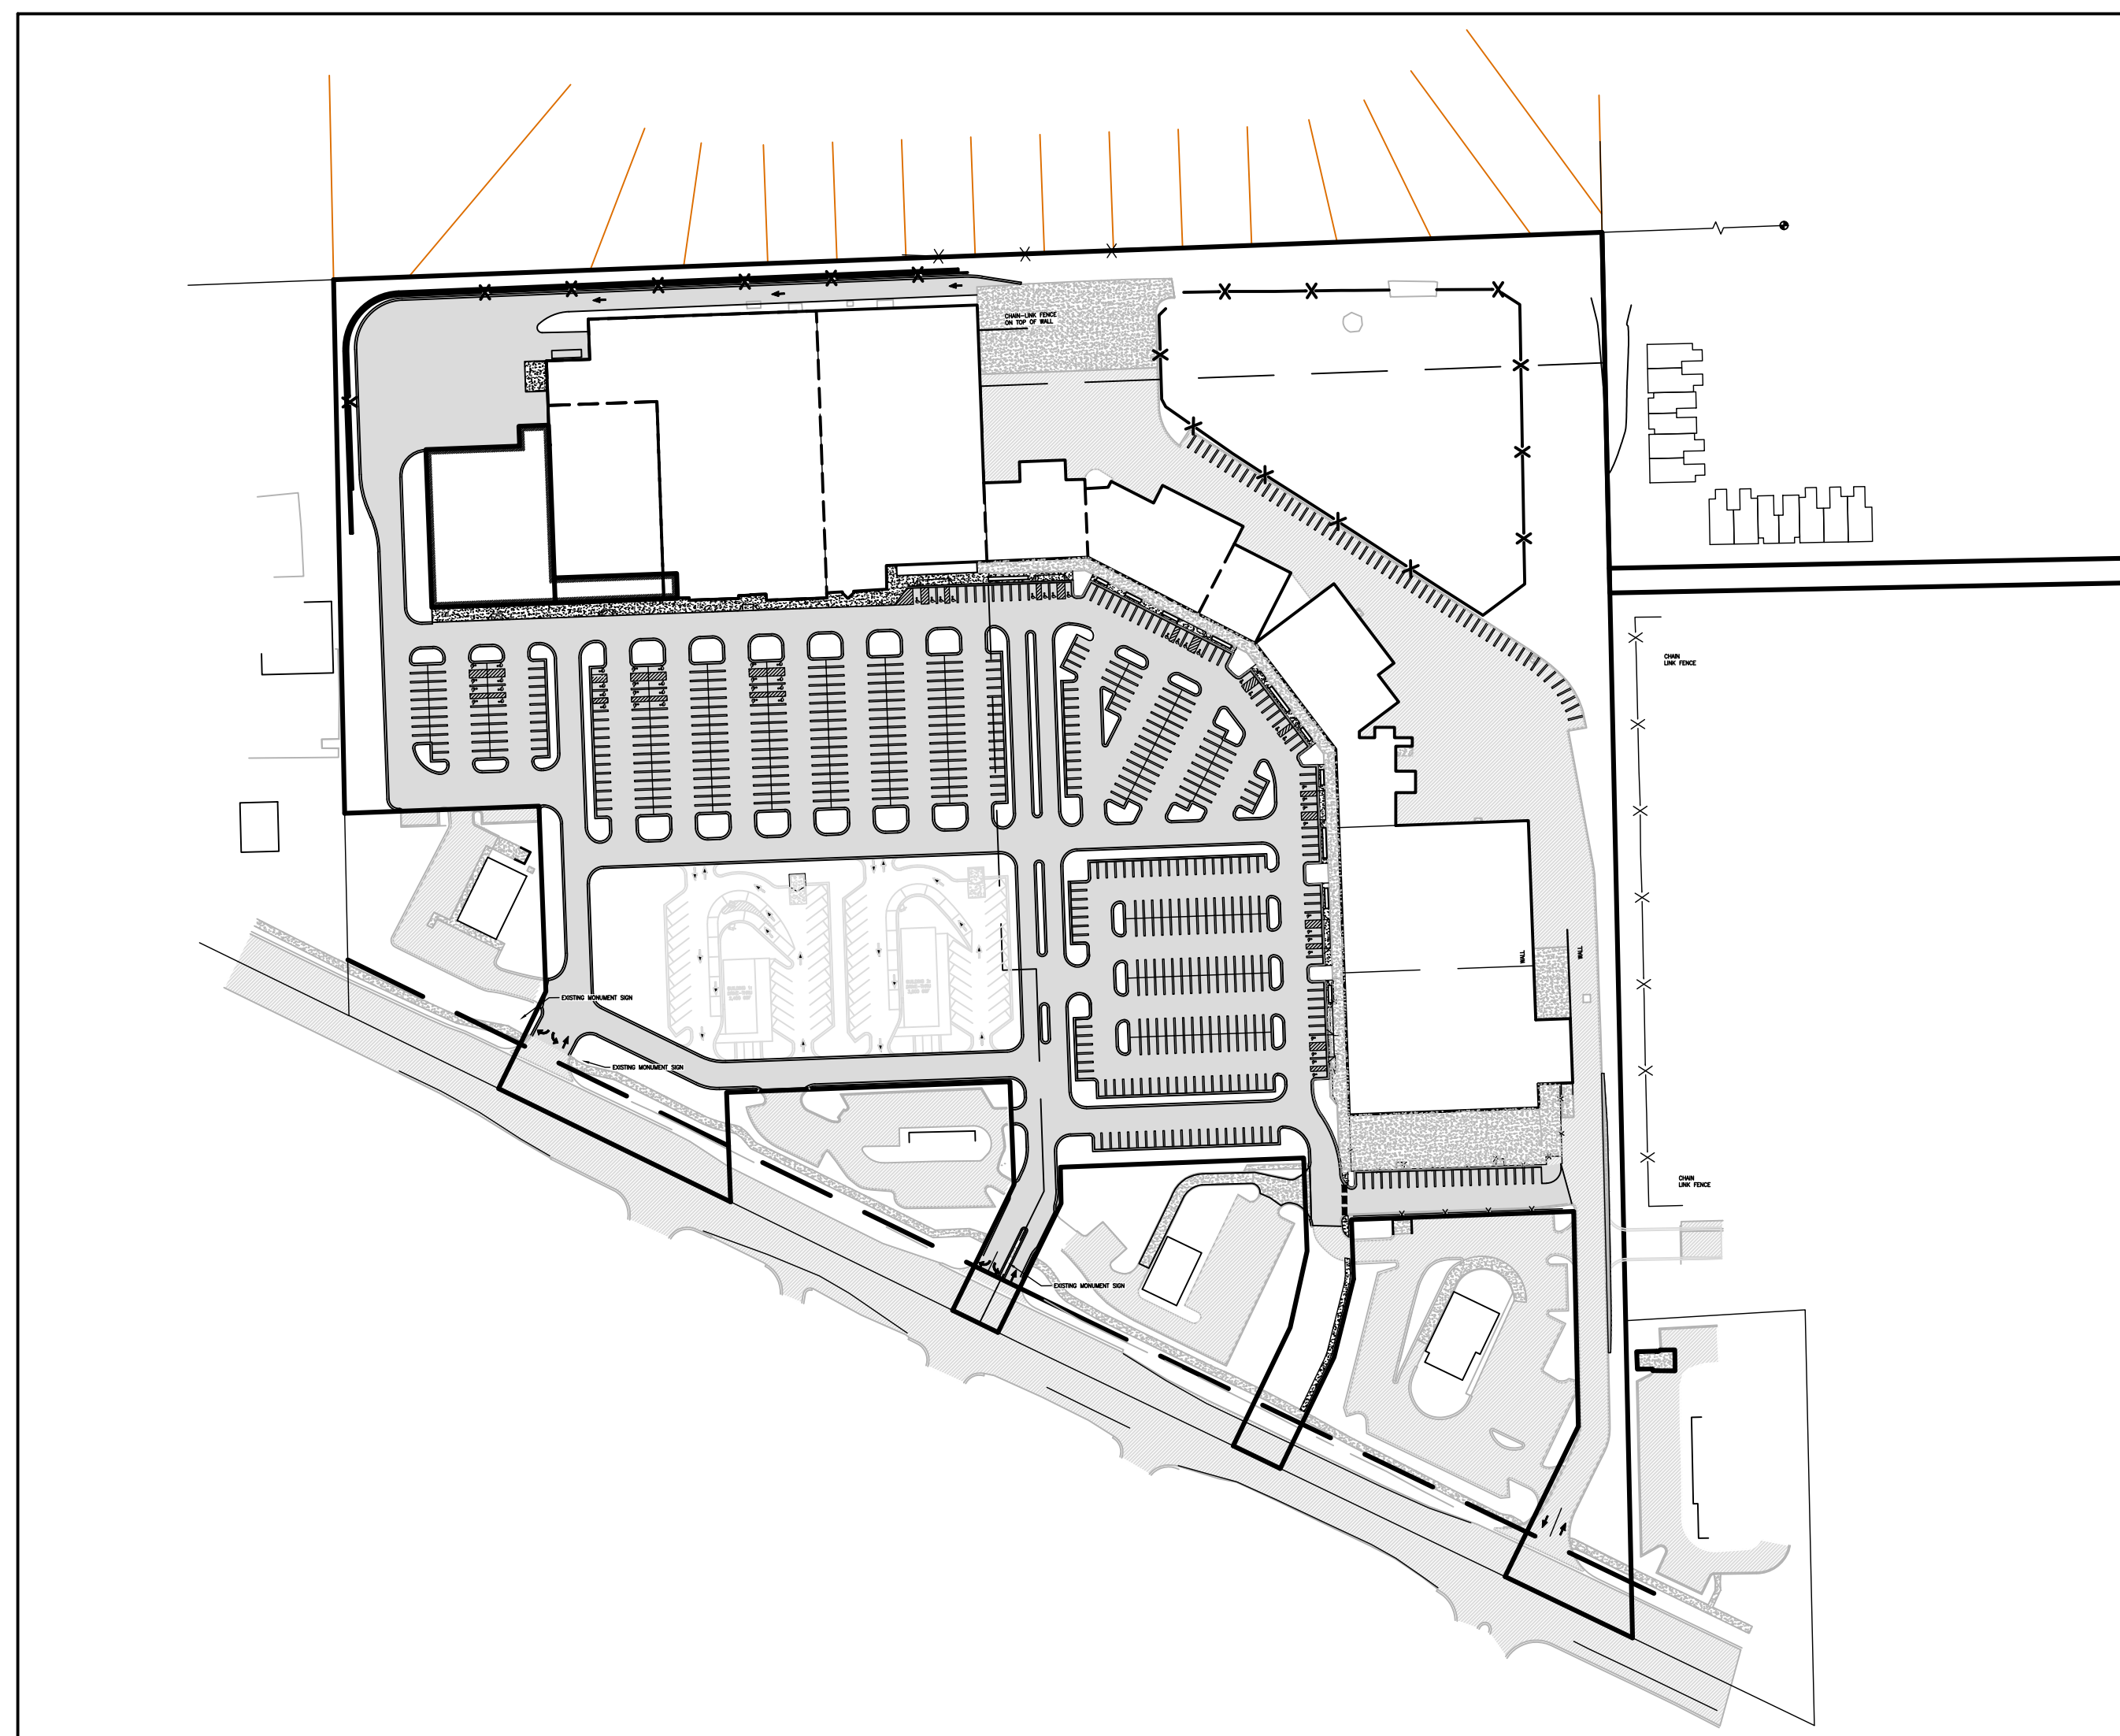 CHAIN-LINK FENCE
ON TOP OF WALL
CHAIN
LINK FENCE
WALL
WALL
EXISTING MONUMENT SIGN
EXISTING MONUMENT SIGN
CHAIN
LINK FENCE
EXISTING MONUMENT SIGN